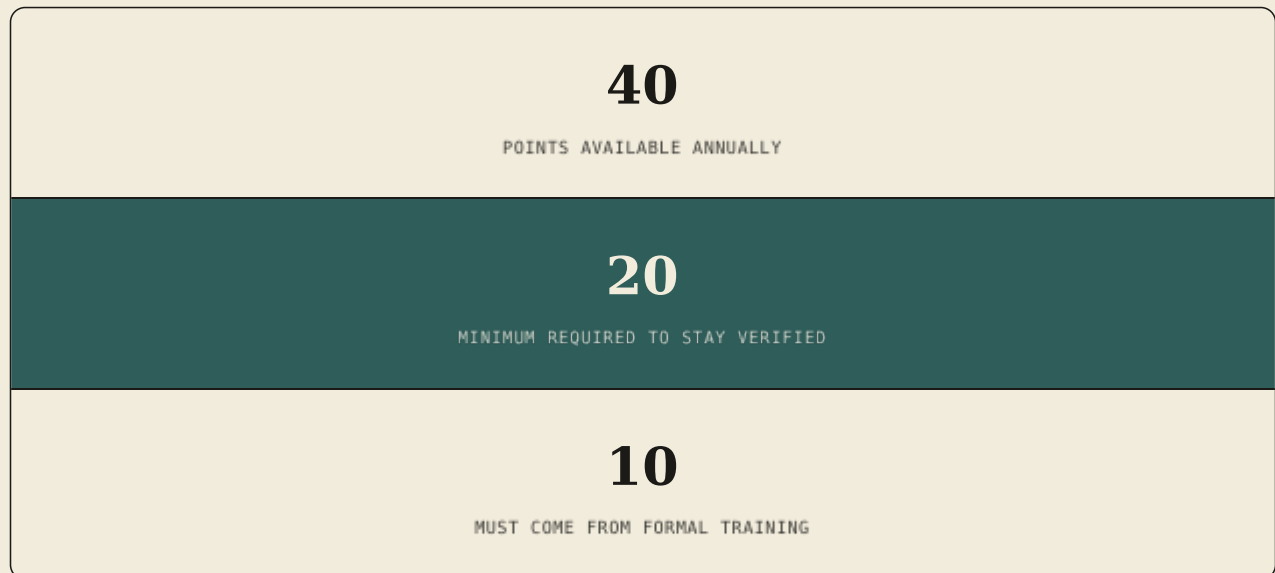 40
POINTS AVAILABLE ANNUALLY
20
MINIMUM REQUIRED TO STAY VERIFIED
10
MUST COME FROM FORMAL TRAINING